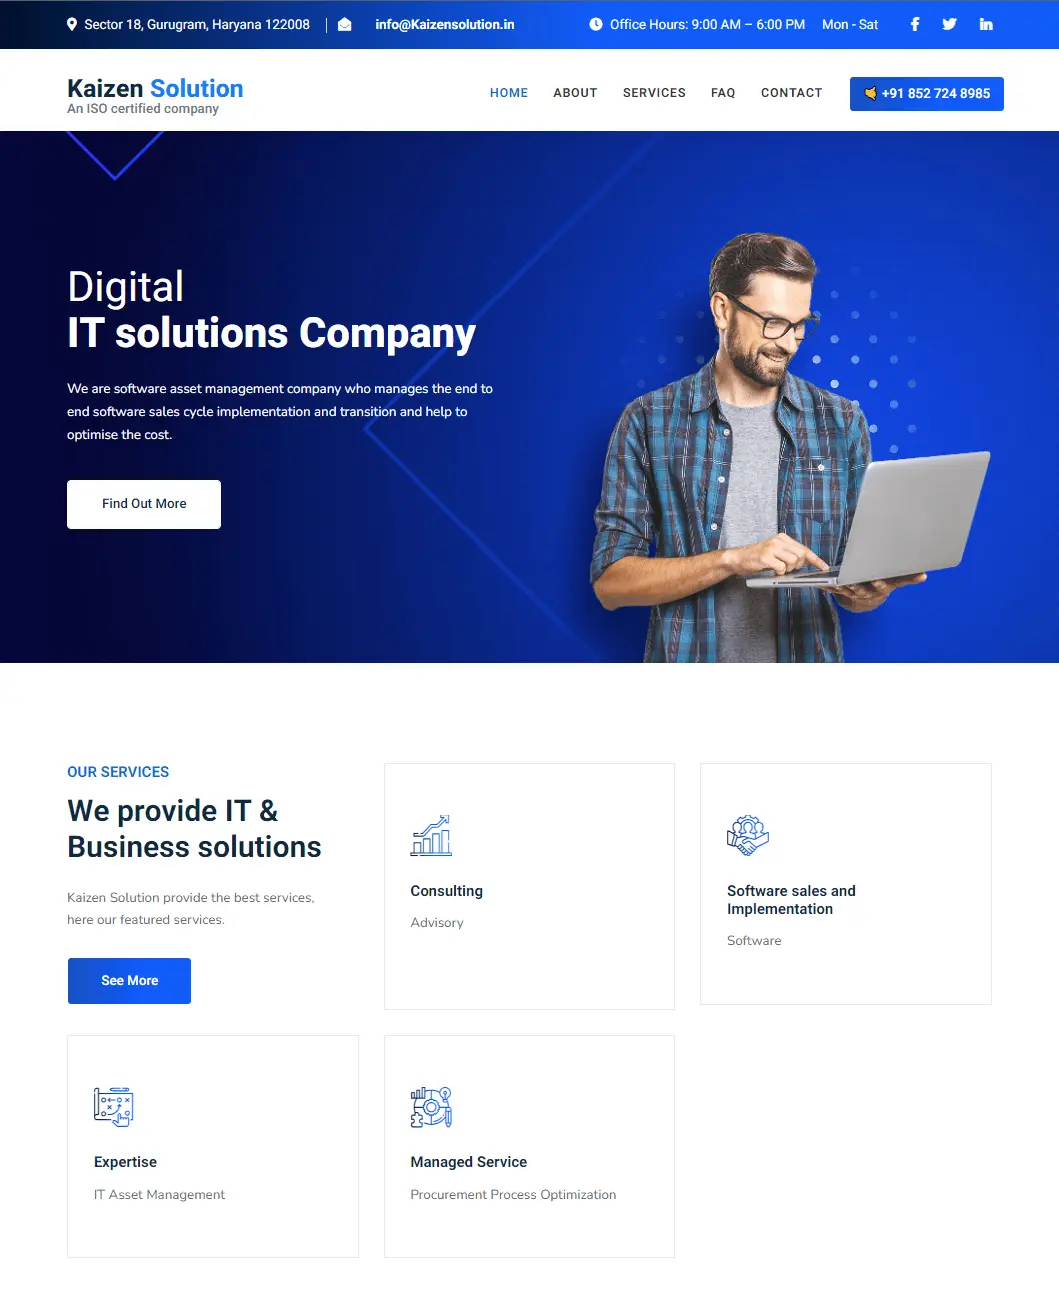 Sector 18, Gurugram, Haryana 122008
info@Kaizensolution.in
Office Hours: 9:00 AM – 6:00 PM Mon - Sat
Kaizen Solution
An ISO certified company
HOME ABOUT SERVICES FAQ CONTACT
+91 852 724 8985
Digital
IT solutions Company
We are software asset management company who manages the end to
end software sales cycle implementation and transition and help to
optimise the cost.
Find Out More
OUR SERVICES
We provide IT &
Business solutions
Kaizen Solution provide the best services,
here our featured services.
See More
Consulting
Advisory
Software sales and
Implementation
Software
Expertise
IT Asset Management
Managed Service
Procurement Process Optimization